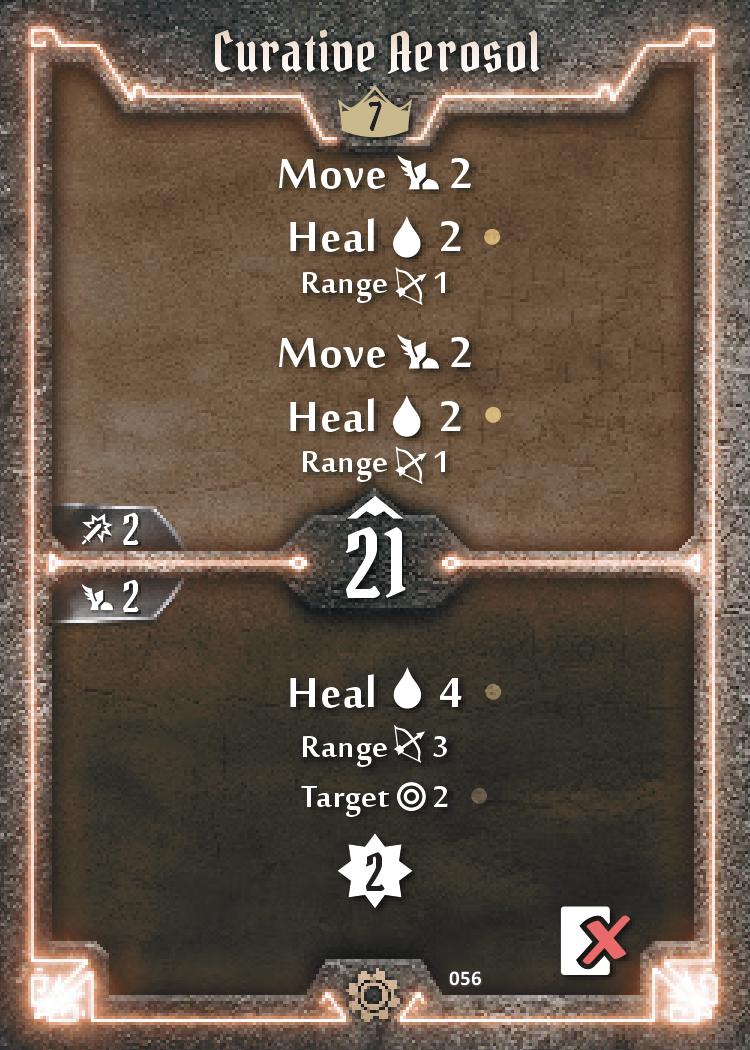 Curative Aerosol
7
Move 2
Heal 2
Range 1
Move 2
Heal 2
Range 1
2
21
2
Heal 4
Range 3
Target 2
2
056